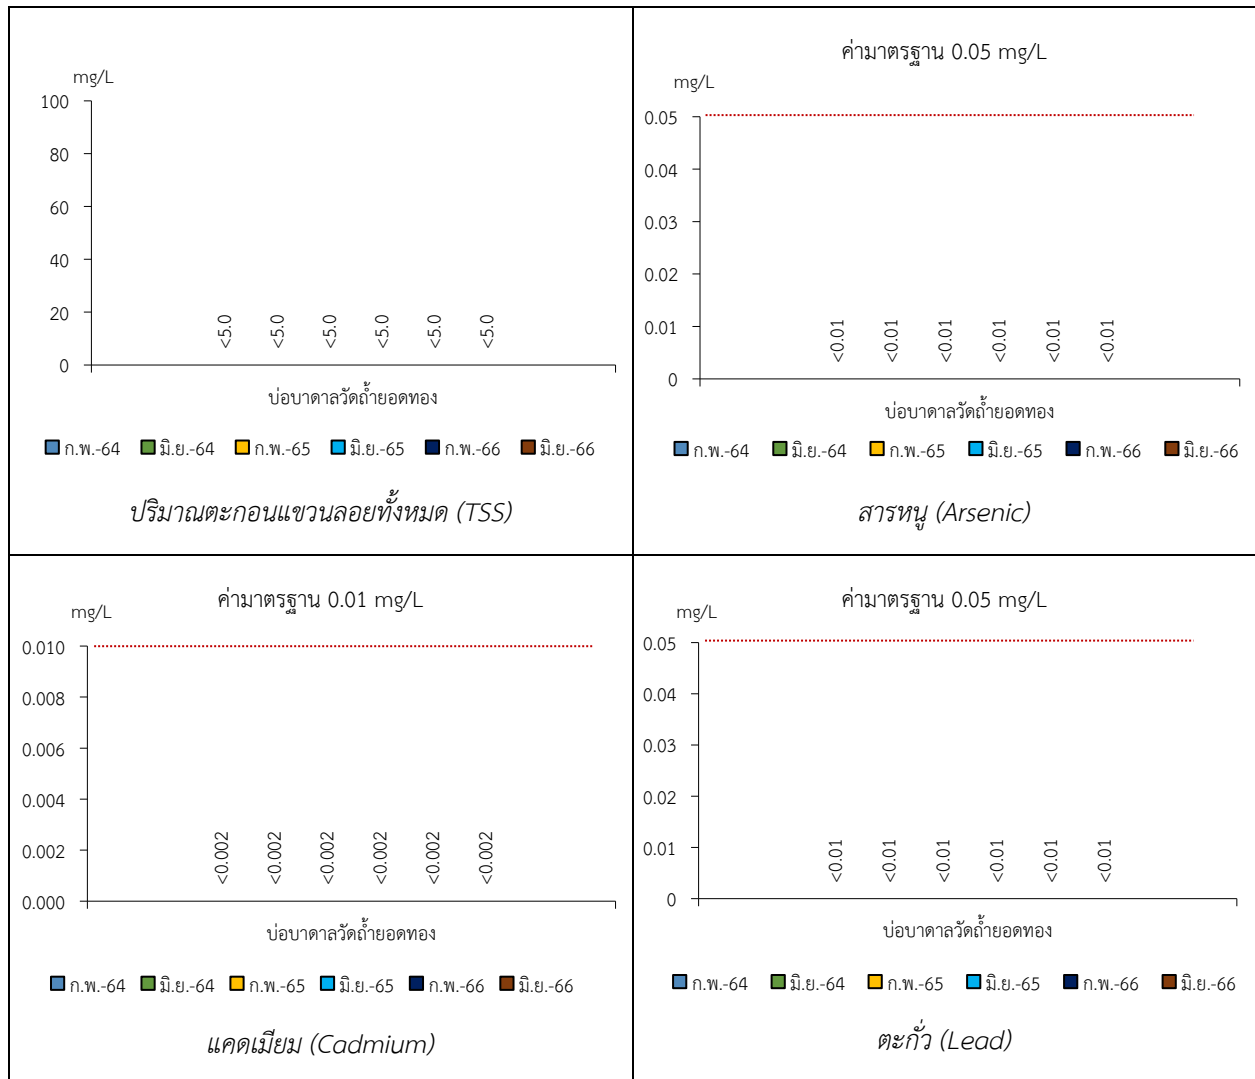 mg/L
100
80
60
40
20
0
<5.0 <5.0 <5.0 <5.0 <5.0 <5.0
บ่อบาดาลวัดถ้ำยอดทอง
ก.พ.-64 มิ.ย.-64 ก.พ.-65 มิ.ย.-65 ก.พ.-66 มิ.ย.-66
ปริมาณตะกอนแขวนลอยทั้งหมด (TSS)
ค่ามาตรฐาน 0.05 mg/L
mg/L
0.05
0.04
0.03
0.02
0.01
0
<0.01 <0.01 <0.01 <0.01 <0.01 <0.01
บ่อบาดาลวัดถ้ำยอดทอง
ก.พ.-64 มิ.ย.-64 ก.พ.-65 มิ.ย.-65 ก.พ.-66 มิ.ย.-66
สารหนู (Arsenic)
ค่ามาตรฐาน 0.01 mg/L
mg/L
0.010
0.008
0.006
0.004
0.002
0.000
<0.002 <0.002 <0.002 <0.002 <0.002 <0.002
บ่อบาดาลวัดถ้ำยอดทอง
ก.พ.-64 มิ.ย.-64 ก.พ.-65 มิ.ย.-65 ก.พ.-66 มิ.ย.-66
แคดเมียม (Cadmium)
ค่ามาตรฐาน 0.05 mg/L
mg/L
0.05
0.04
0.03
0.02
0.01
0
<0.01 <0.01 <0.01 <0.01 <0.01 <0.01
บ่อบาดาลวัดถ้ำยอดทอง
ก.พ.-64 มิ.ย.-64 ก.พ.-65 มิ.ย.-65 ก.พ.-66 มิ.ย.-66
ตะกั่ว (Lead)